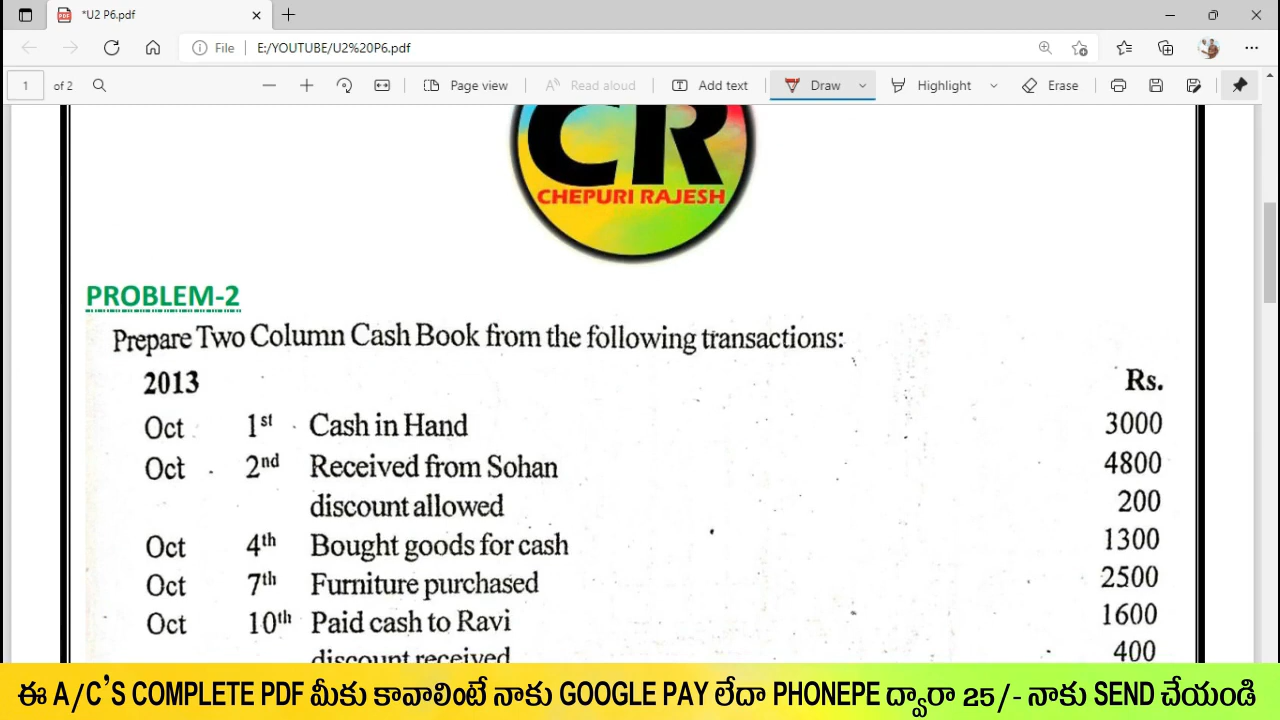 *U2 P6.pdf
File E:/YOUTUBE/U2%20P6.pdf
1 of 2 Page view Read aloud Add text Draw Highlight Erase
CR
CHEPURI RAJESH
PROBLEM-2
Prepare Two Column Cash Book from the following transactions:
2013 Rs.
Oct 1st Cash in Hand 3000
Oct 2nd Received from Sohan 4800
discount allowed 200
Oct 4th Bought goods for cash 1300
Oct 7th Furniture purchased 2500
Oct 10th Paid cash to Ravi 1600
discount received 400
ఈ A/C'S COMPLETE PDF మీకు కావాలింటే నాకు GOOGLE PAY లేదా PHONEPE ద్వారా 25/- నాకు SEND చేయండి